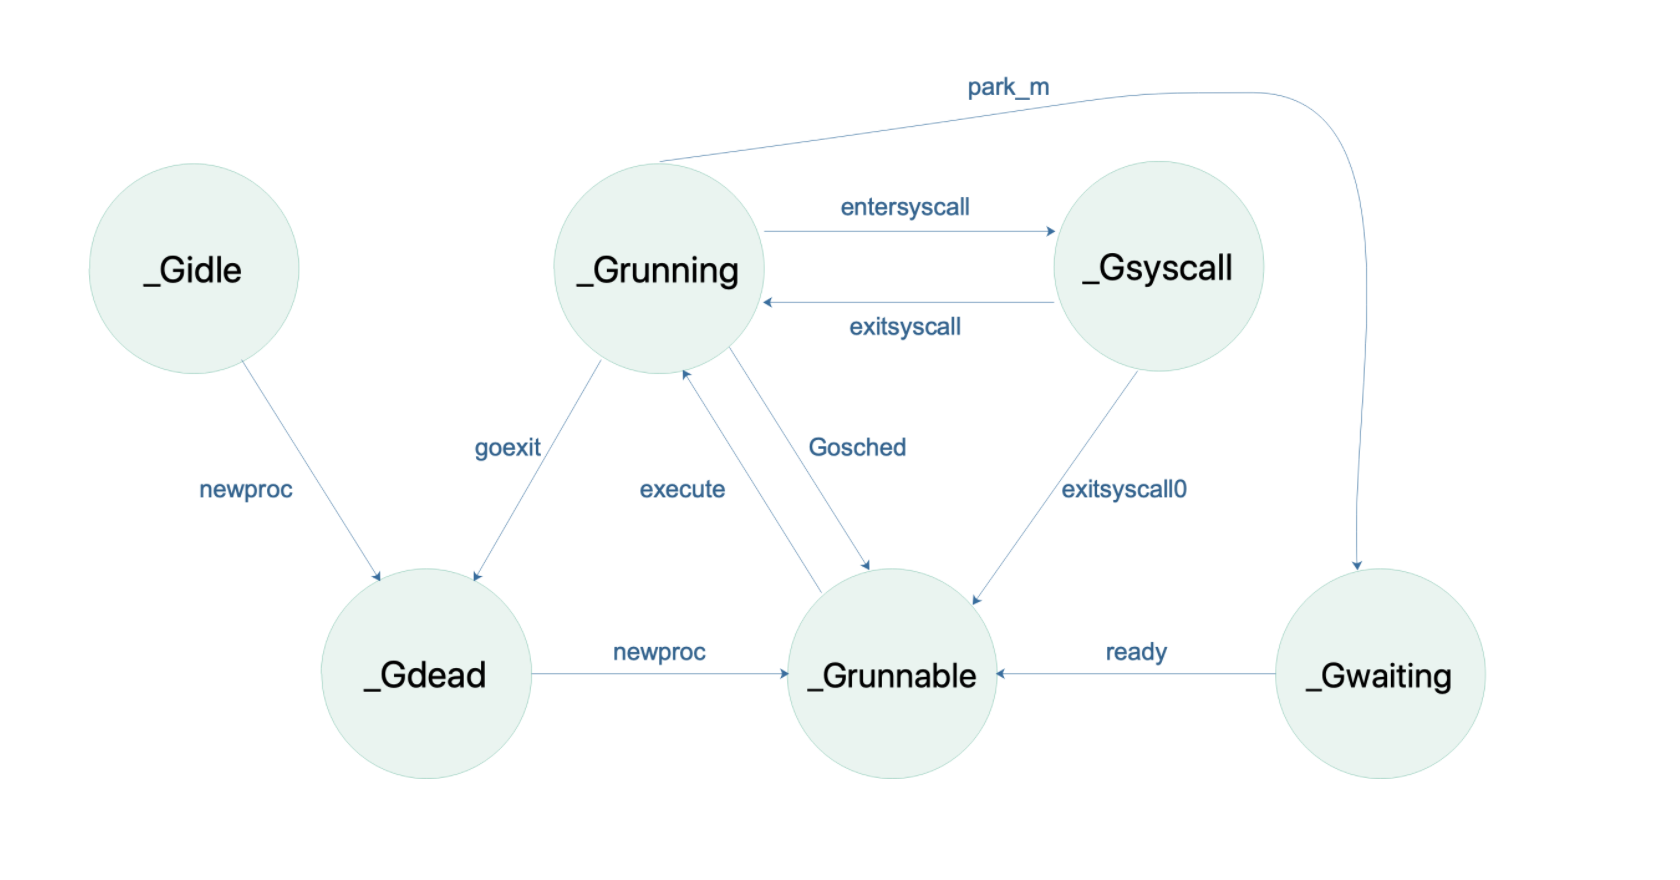 park_m
entersyscall
_Gidle
_Grunning
_Gsyscall
exitsyscall
goexit
Gosched
newproc
execute
exitsyscall0
newproc
ready
_Gdead
_Grunnable
_Gwaiting